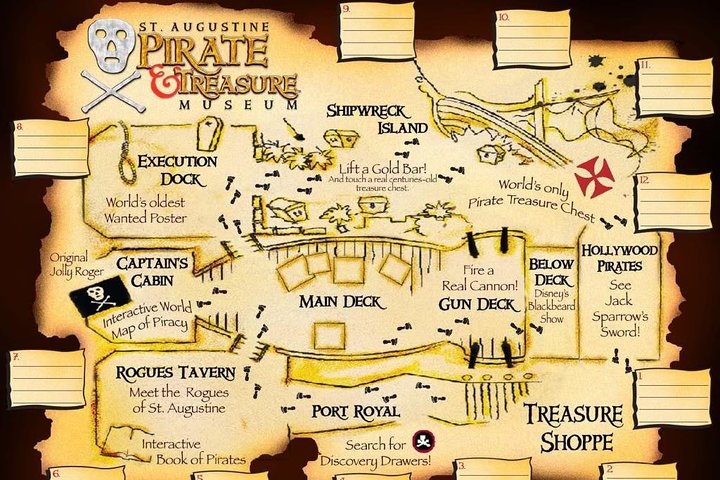 9.
10.
ST. AUGUSTINE
PIRATE
& TREASURE
MUSEUM
11.
SHIPWRECK
ISLAND
8.
EXECUTION
DOCK
World's oldest
Wanted Poster
Lift a Gold Bar!
And touch a real centuries-old
treasure chest.
World's only
Pirate Treasure Chest
12.
Original
Jolly Roger
CAPTAIN'S
CABIN
Interactive World
Map of Piracy
MAIN DECK
Fire a
Real Cannon!
GUN DECK
BELOW
DECK
Disney's
Blackbeard
Show
HOLLYWOOD
PIRATES
See
Jack
Sparrow's
Sword!
7.
ROGUES TAVERN
Meet the Rogues
of St. Augustine
Interactive
Book of Pirates
PORT ROYAL
Search for
Discovery Drawers!
TREASURE
SHOPPE
1.
6.
5.
4.
3.
2.